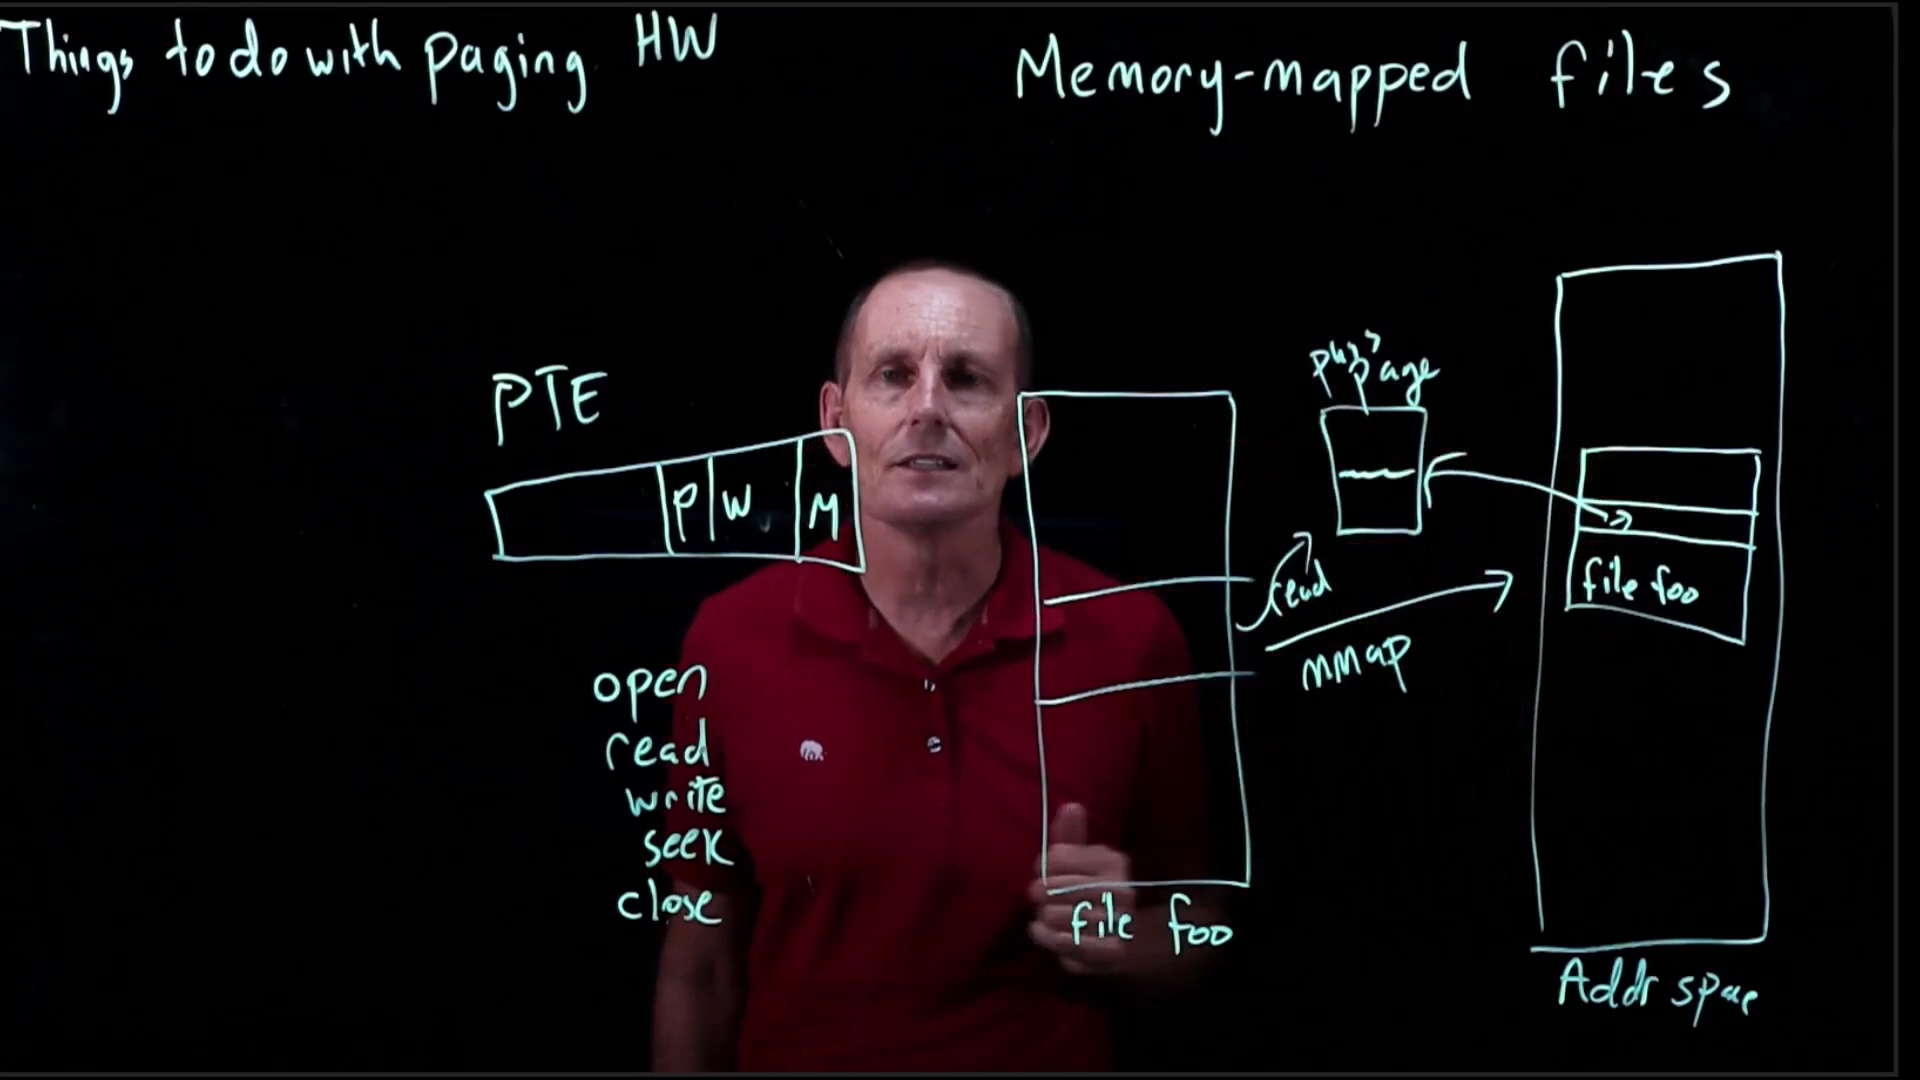 Things to do with paging HW
Memory-mapped files
PTE
P W M
open
read
write
seek
close
file foo
read
mmap
phys
page
file foo
Addr space